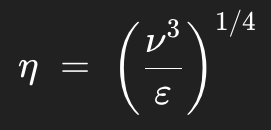 η = (ν³/ε)^1/4